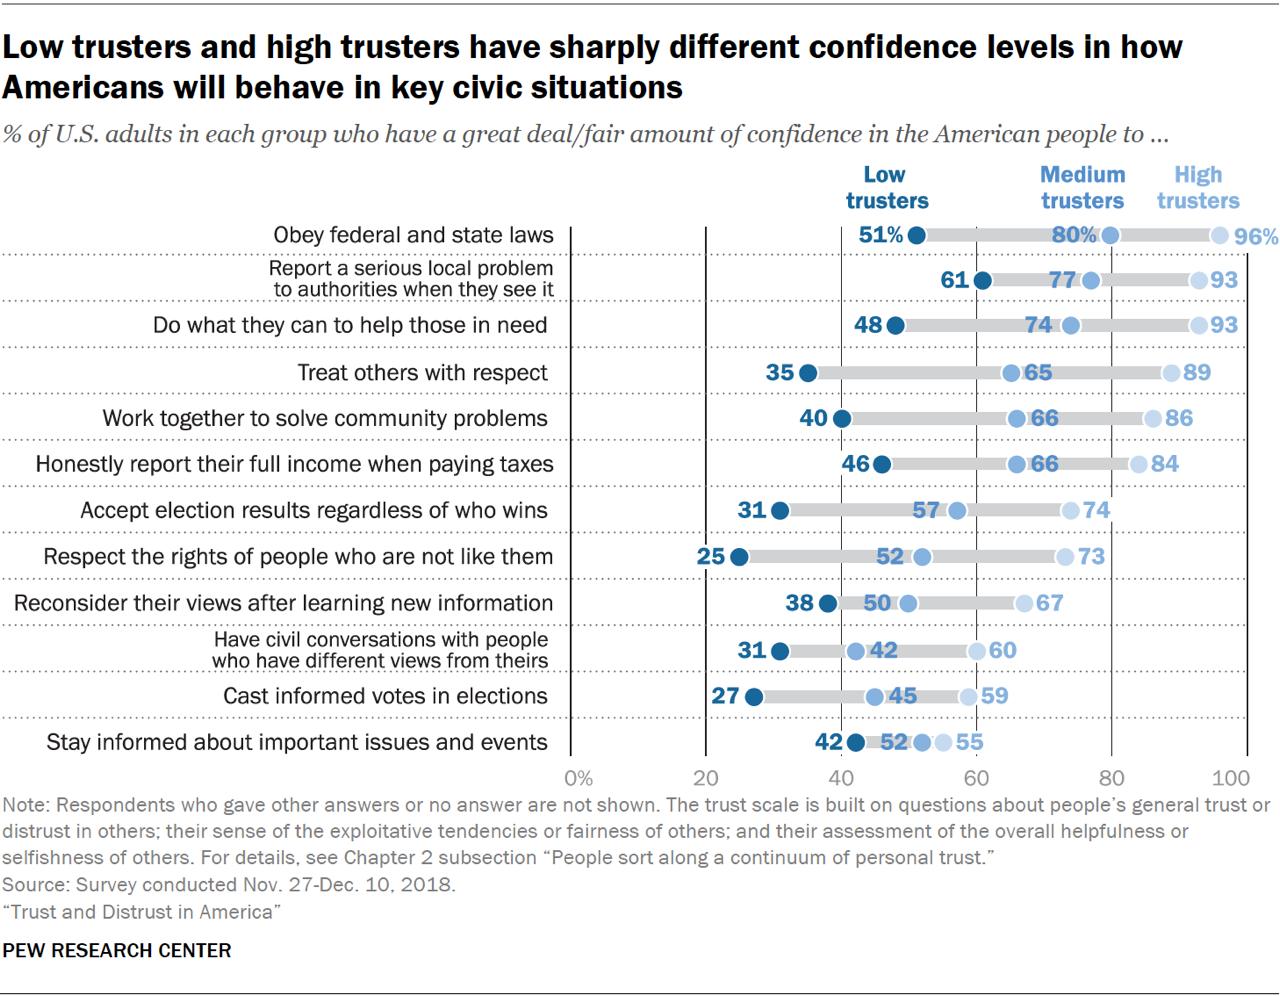 Low trusters and high trusters have sharply different confidence levels in how
Americans will behave in key civic situations
% of U.S. adults in each group who have a great deal/fair amount of confidence in the American people to ...
Low trusters
Medium trusters
High trusters
Obey federal and state laws 51% 80% 96%
Report a serious local problem
to authorities when they see it 61 77 93
Do what they can to help those in need 48 74 93
Treat others with respect 35 65 89
Work together to solve community problems 40 66 86
Honestly report their full income when paying taxes 46 66 84
Accept election results regardless of who wins 31 57 74
Respect the rights of people who are not like them 25 52 73
Reconsider their views after learning new information 38 50 67
Have civil conversations with people
who have different views from theirs 31 42 60
Cast informed votes in elections 27 45 59
Stay informed about important issues and events 42 52 55
0% 20 40 60 80 100
Note: Respondents who gave other answers or no answer are not shown. The trust scale is built on questions about people's general trust or
distrust in others; their sense of the exploitative tendencies or fairness of others; and their assessment of the overall helpfulness or
selfishness of others. For details, see Chapter 2 subsection “People sort along a continuum of personal trust.”
Source: Survey conducted Nov. 27-Dec. 10, 2018.
“Trust and Distrust in America”
PEW RESEARCH CENTER